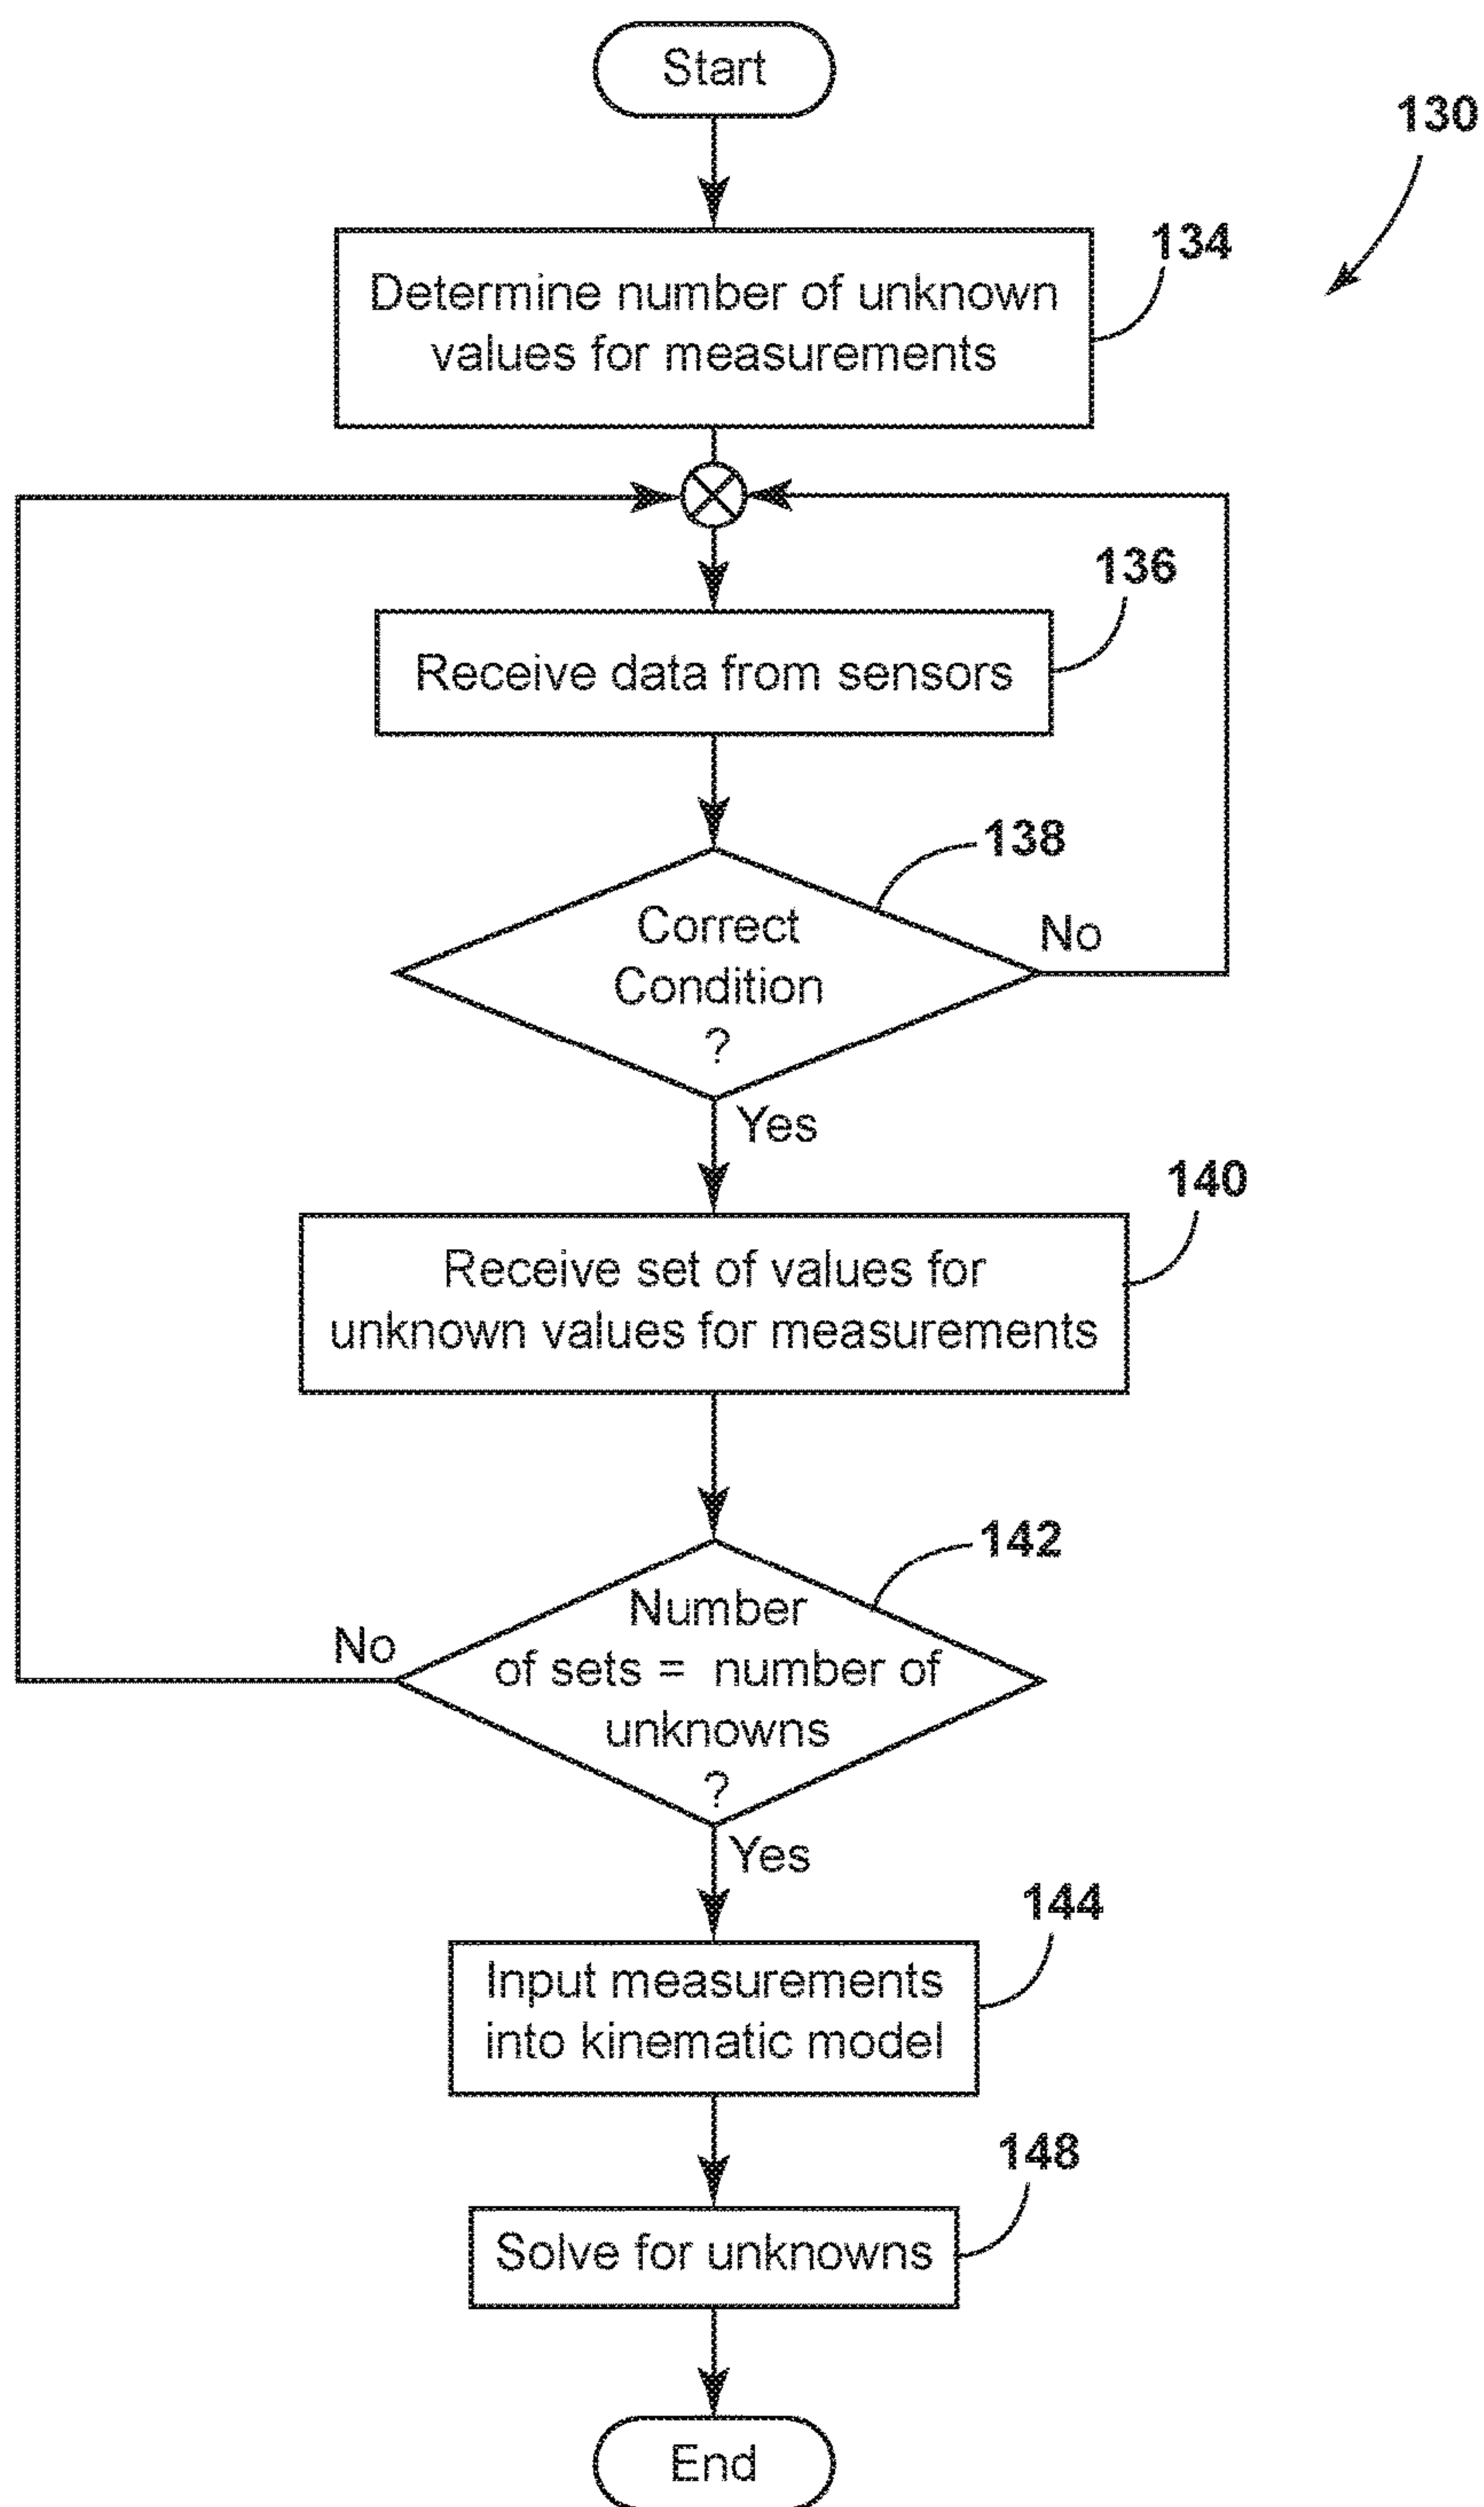 Start
130
134
Determine number of unknown
values for measurements
136
Receive data from sensors
138
Correct
Condition
?
No
Yes
140
Receive set of values for
unknown values for measurements
142
Number
of sets = number of
unknowns
?
No
Yes
144
Input measurements
into kinematic model
148
Solve for unknowns
End